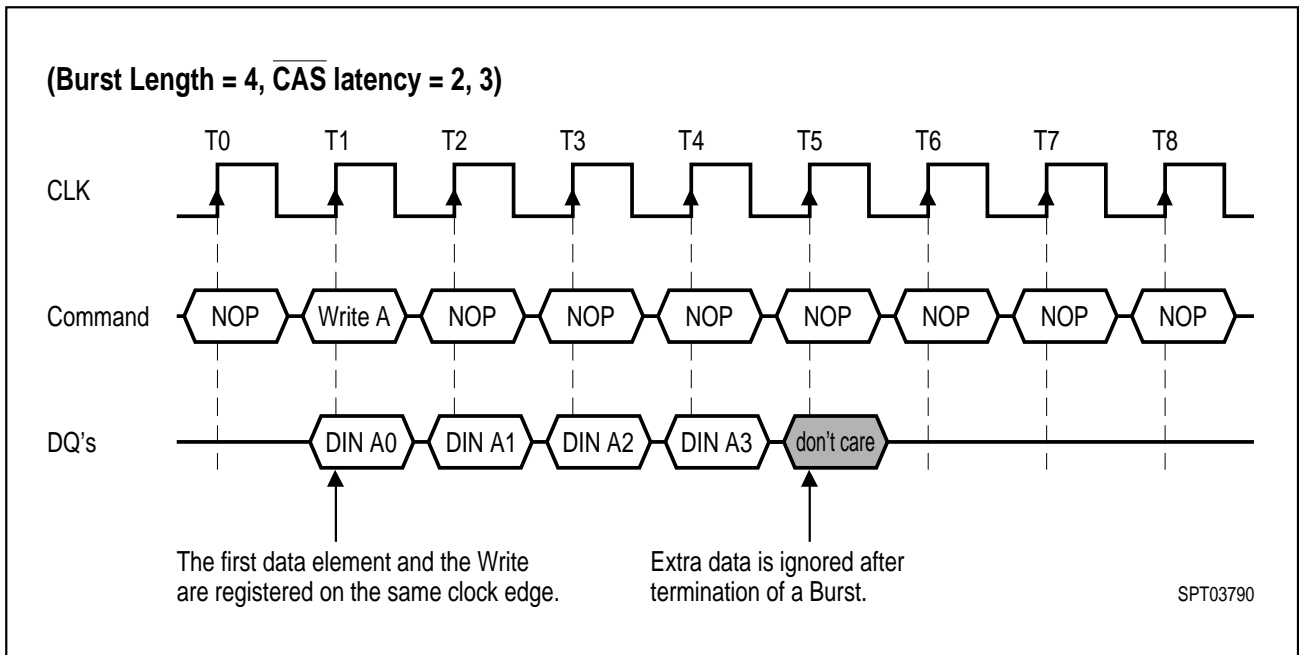 (Burst Length = 4, C̅A̅S̅ latency = 2, 3)
T0 T1 T2 T3 T4 T5 T6 T7 T8
CLK
Command NOP Write A NOP NOP NOP NOP NOP NOP NOP
DQ's DIN A0 DIN A1 DIN A2 DIN A3 don't care
The first data element and the Write
are registered on the same clock edge.
Extra data is ignored after
termination of a Burst.
SPT03790